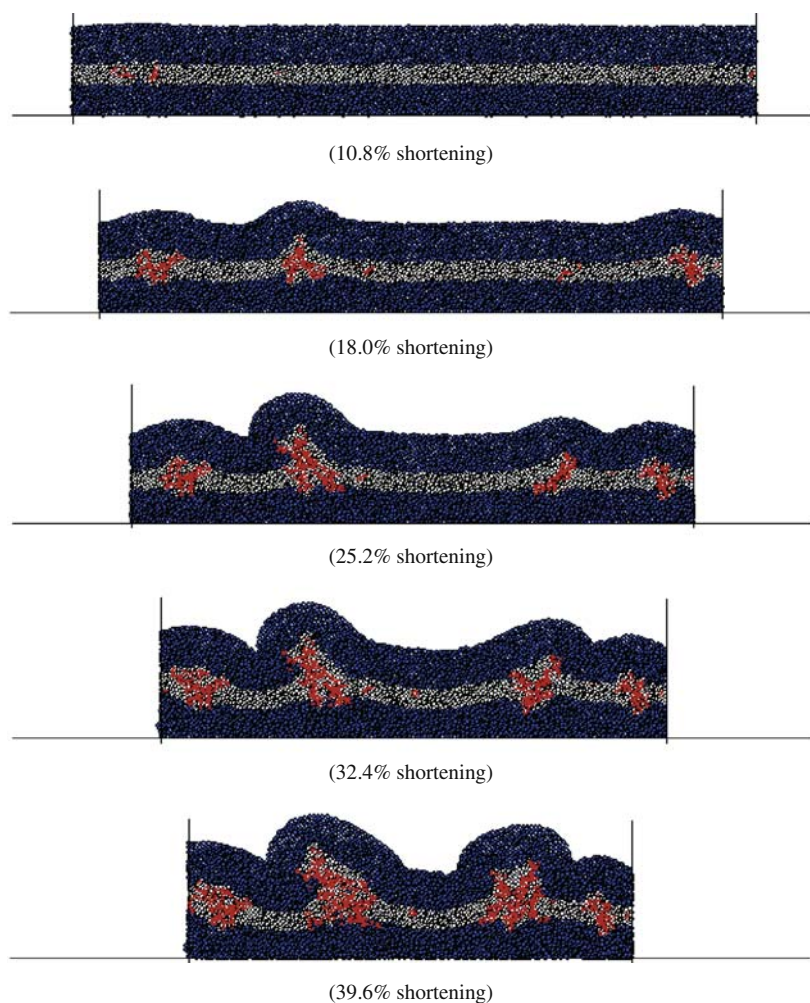 (10.8% shortening)
(18.0% shortening)
(25.2% shortening)
(32.4% shortening)
(39.6% shortening)